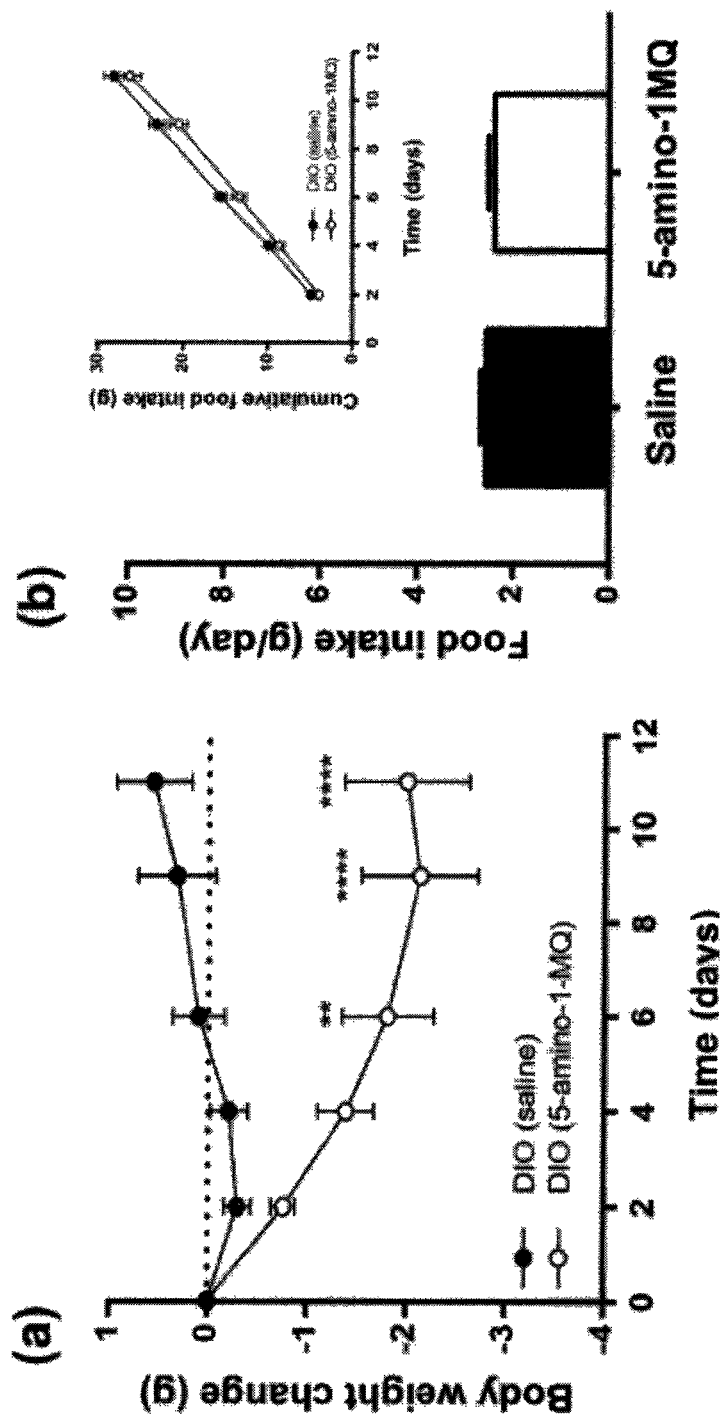 (a)
Body weight change (g)
1
0
-1
-2
-3
-4
**
****
****
DIO (saline)
DIO (5-amino-1-MQ)
0
2
4
6
8
10
12
Time (days)
(b)
Food intake (g/day)
10
8
6
4
2
0
Saline
5-amino-1MQ
Cumulative food intake (g)
30
20
10
0
DIO (saline)
DIO (5-amino-1MQ)
0
2
4
6
8
10
12
Time (days)